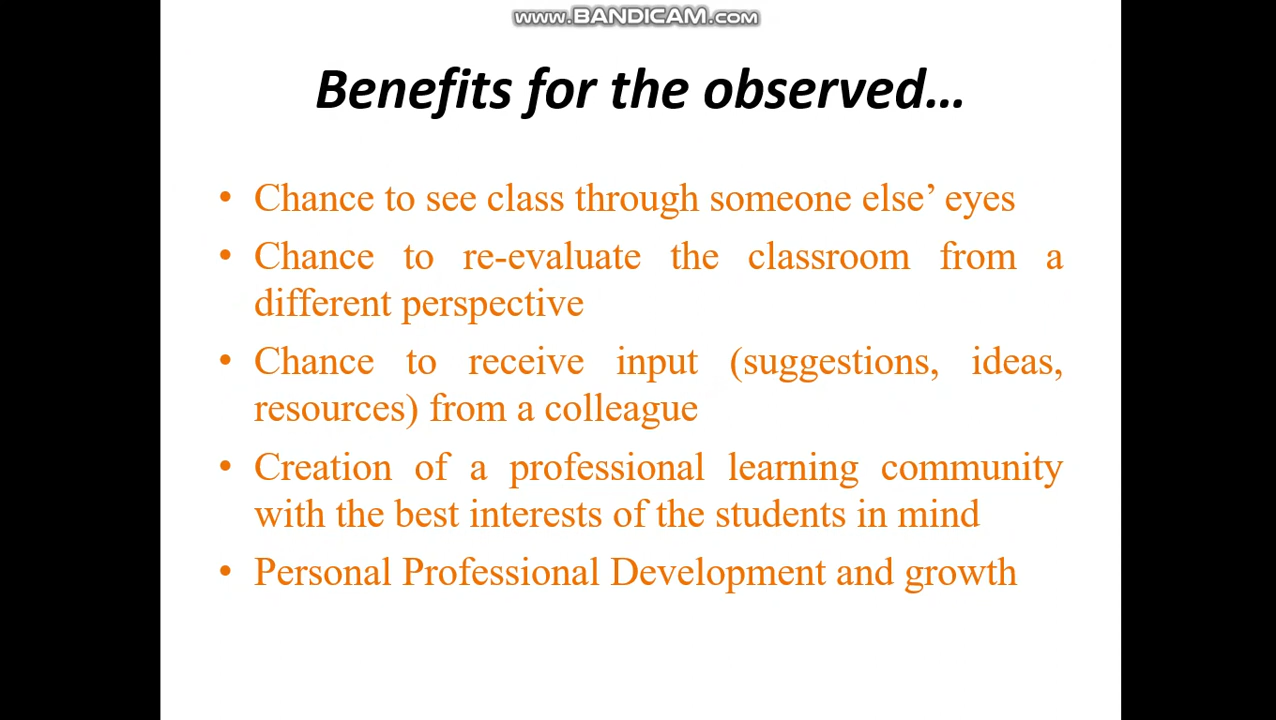 www.BANDICAM.com
Benefits for the observed...
• Chance to see class through someone else’ eyes
• Chance to re-evaluate the classroom from a
different perspective
• Chance to receive input (suggestions, ideas,
resources) from a colleague
• Creation of a professional learning community
with the best interests of the students in mind
• Personal Professional Development and growth